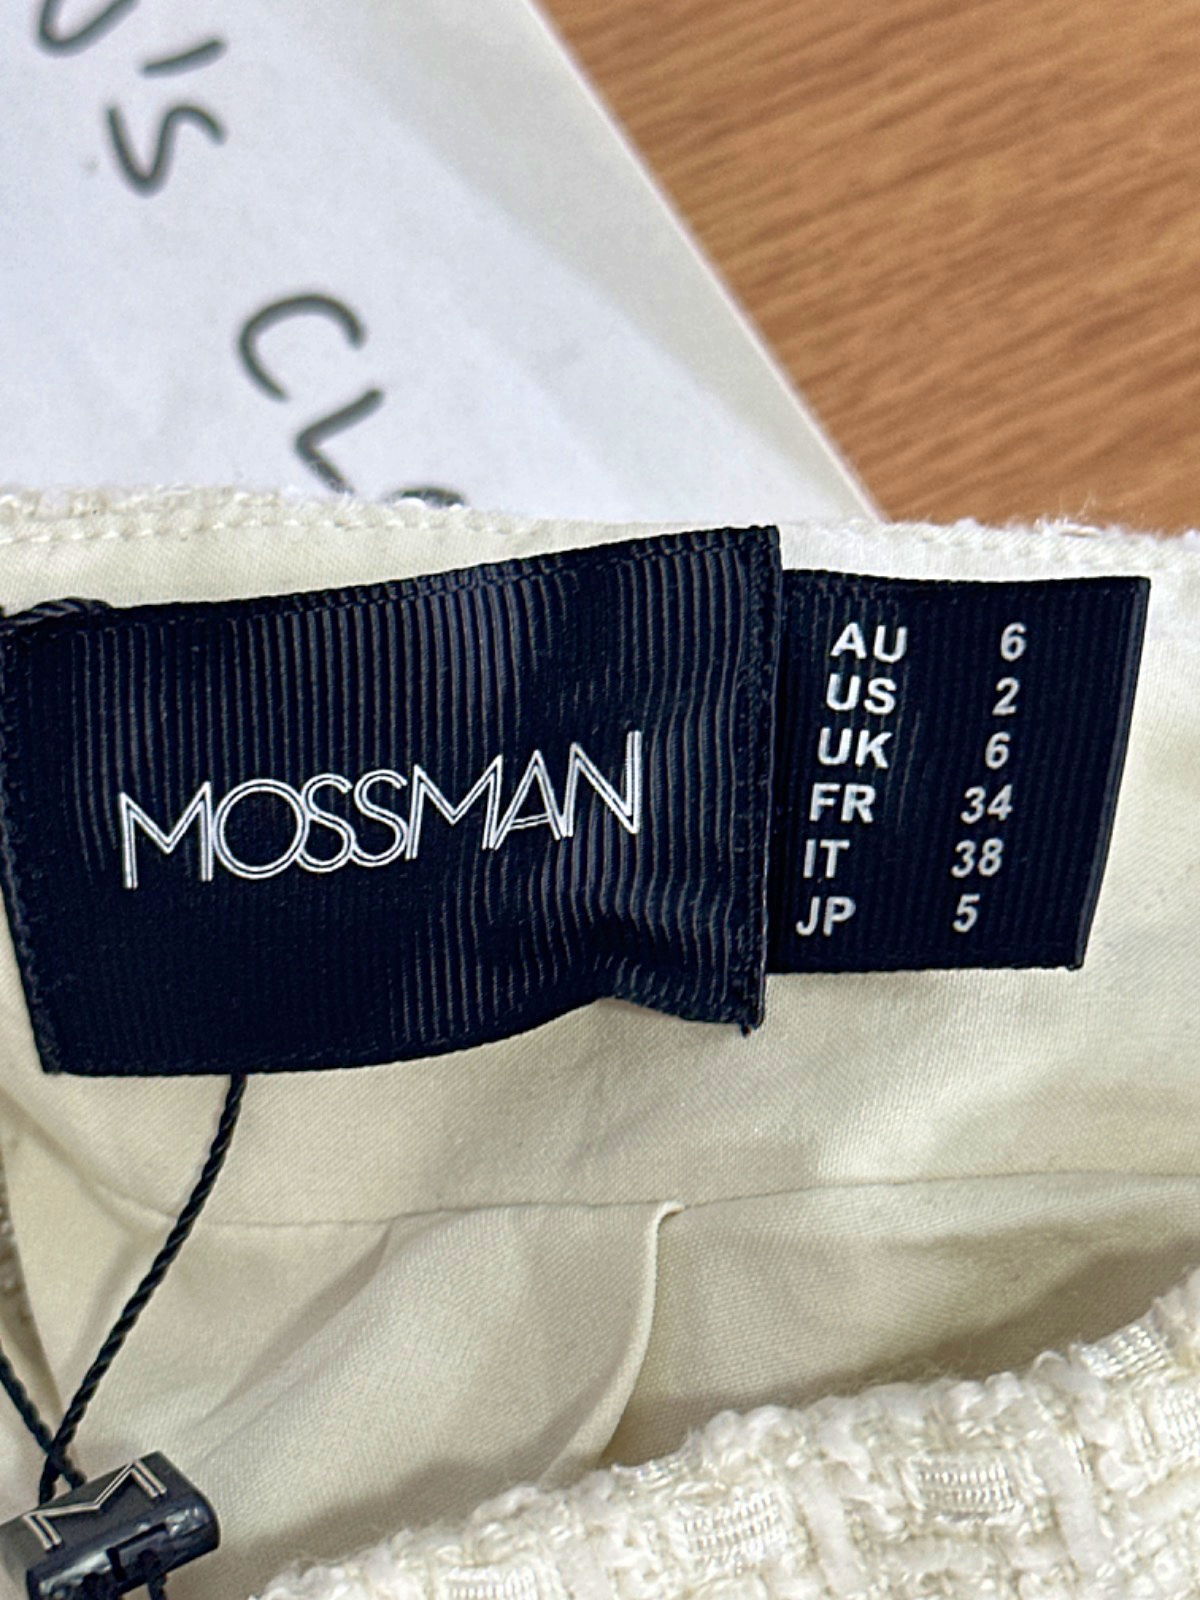 MOSSMAN
AU 6
US 2
UK 6
FR 34
IT 38
JP 5
M